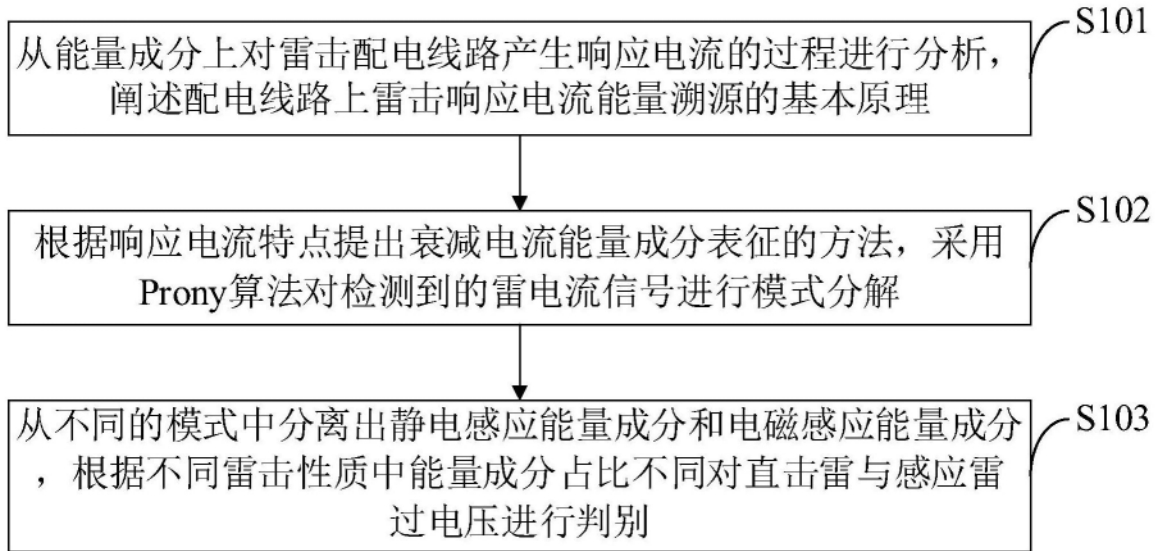 S101
从能量成分上对雷击配电线路产生响应电流的过程进行分析，
阐述配电线路上雷击响应电流能量溯源的基本原理
S102
根据响应电流特点提出衰减电流能量成分表征的方法，采用
Prony算法对检测到的雷电流信号进行模式分解
S103
从不同的模式中分离出静电感应能量成分和电磁感应能量成分
，根据不同雷击性质中能量成分占比不同对直击雷与感应雷
过电压进行判别